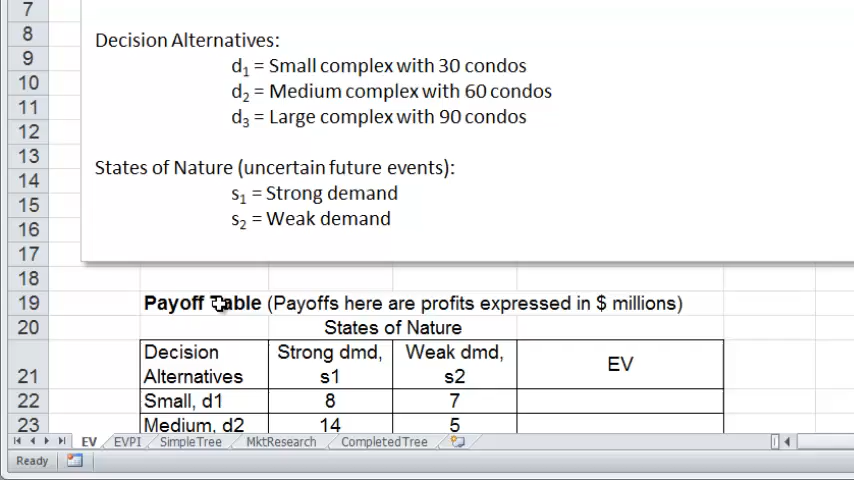 7
8
Decision Alternatives:
9
d1 = Small complex with 30 condos
10
d2 = Medium complex with 60 condos
11
d3 = Large complex with 90 condos
12
13
States of Nature (uncertain future events):
14
s1 = Strong demand
15
s2 = Weak demand
16
17
18
19 Payoff Table (Payoffs here are profits expressed in $ millions)
20 States of Nature
Decision Strong dmd, Weak dmd, EV
21 Alternatives s1 s2
22 Small, d1 8 7
23 Medium, d2 14 5
EV EVPI SimpleTree MktResearch CompletedTree
Ready